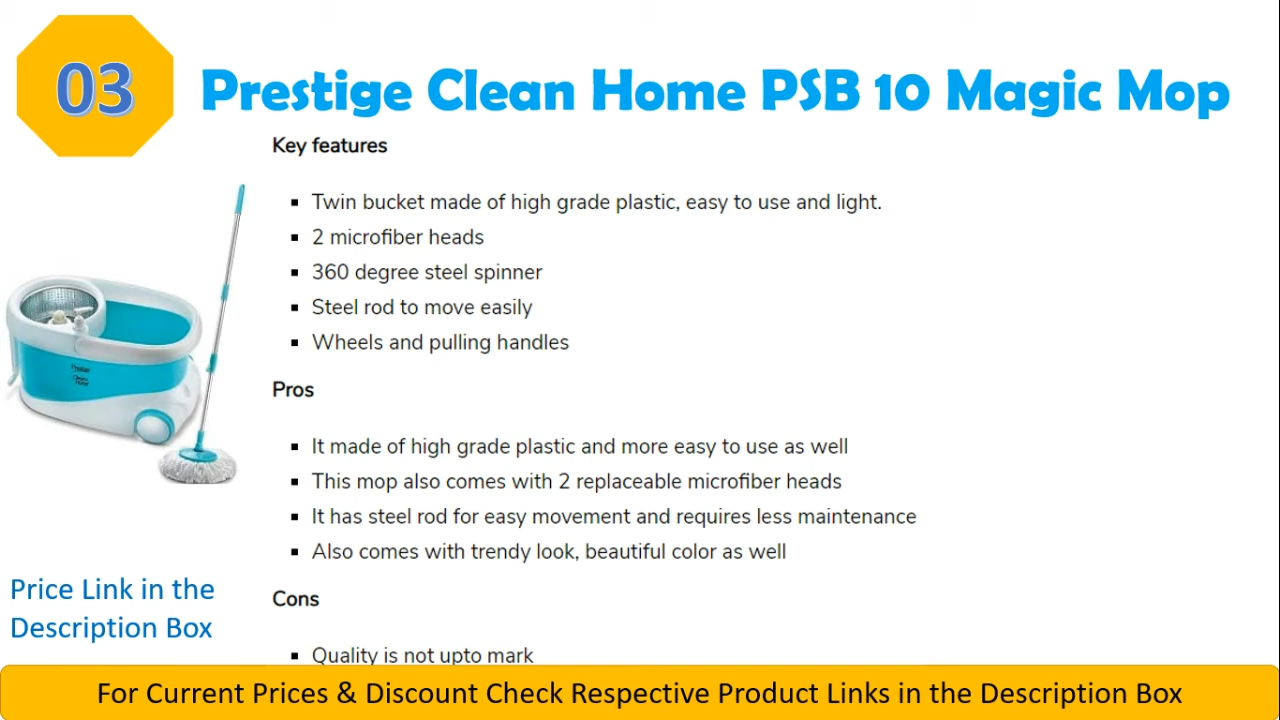 03
Prestige Clean Home PSB 10 Magic Mop
Key features
Twin bucket made of high grade plastic, easy to use and light.
2 microfiber heads
360 degree steel spinner
Steel rod to move easily
Wheels and pulling handles
Pros
It made of high grade plastic and more easy to use as well
This mop also comes with 2 replaceable microfiber heads
It has steel rod for easy movement and requires less maintenance
Also comes with trendy look, beautiful color as well
Cons
Quality is not upto mark
Prestige
Clean
Home
Price Link in the
Description Box
For Current Prices & Discount Check Respective Product Links in the Description Box